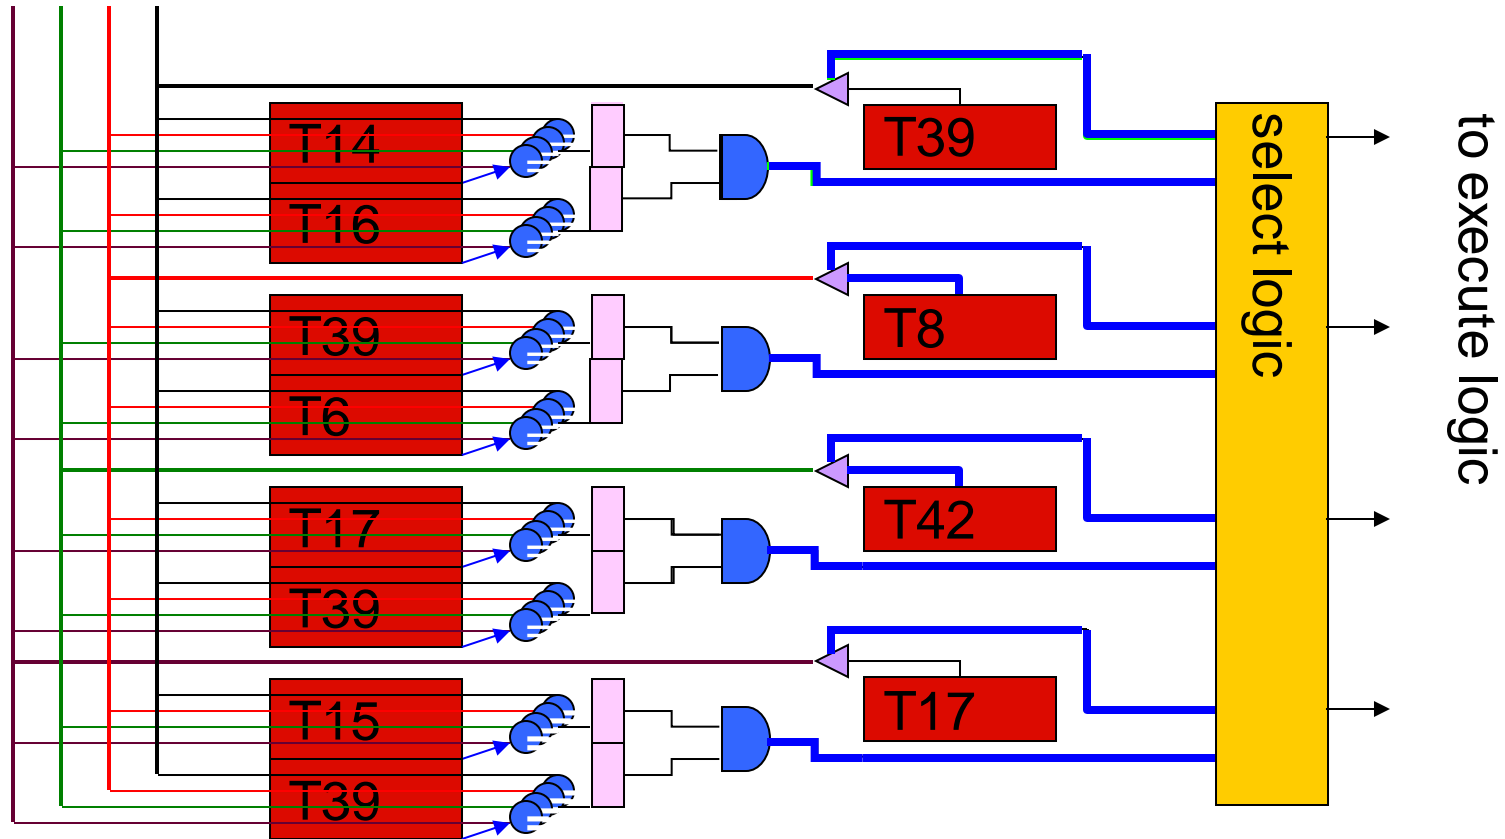 T14
T16
T39
T39
T6
T8
T17
T39
T42
T15
T39
T17
select logic
to execute logic